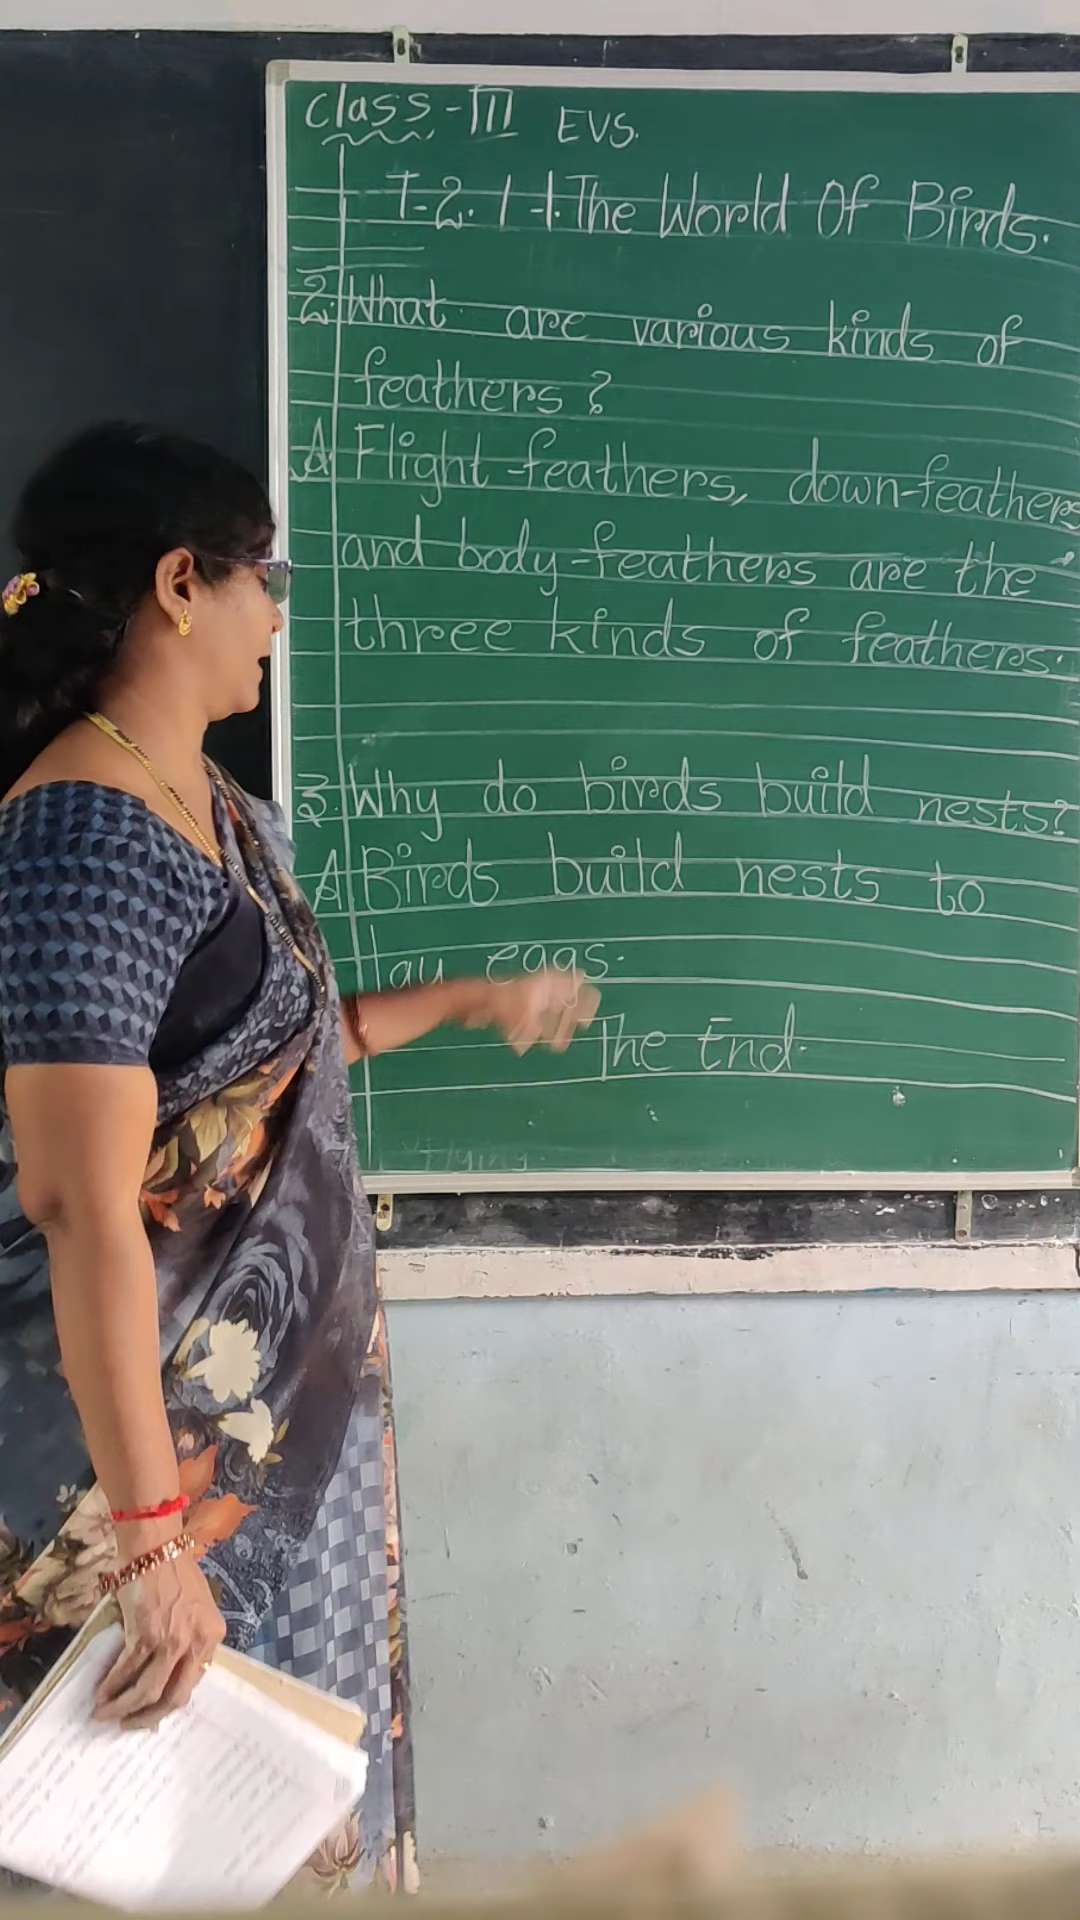 Class-III EVS.
T-2. L-1. The World Of Birds.
2. What are various kinds of
feathers?
A Flight-feathers, down-feathers
and body-feathers are the
three kinds of feathers.
3. Why do birds build nests?
A Birds build nests to
lay eggs.
The End.